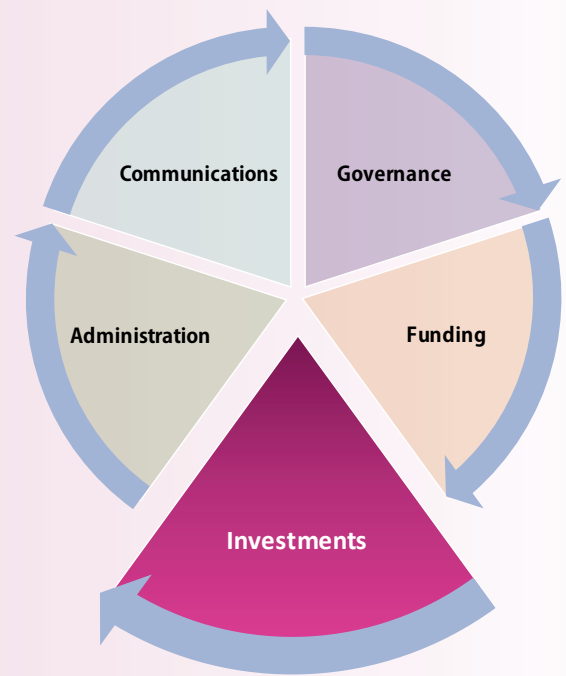 Communications
Governance
Administration
Funding
Investments